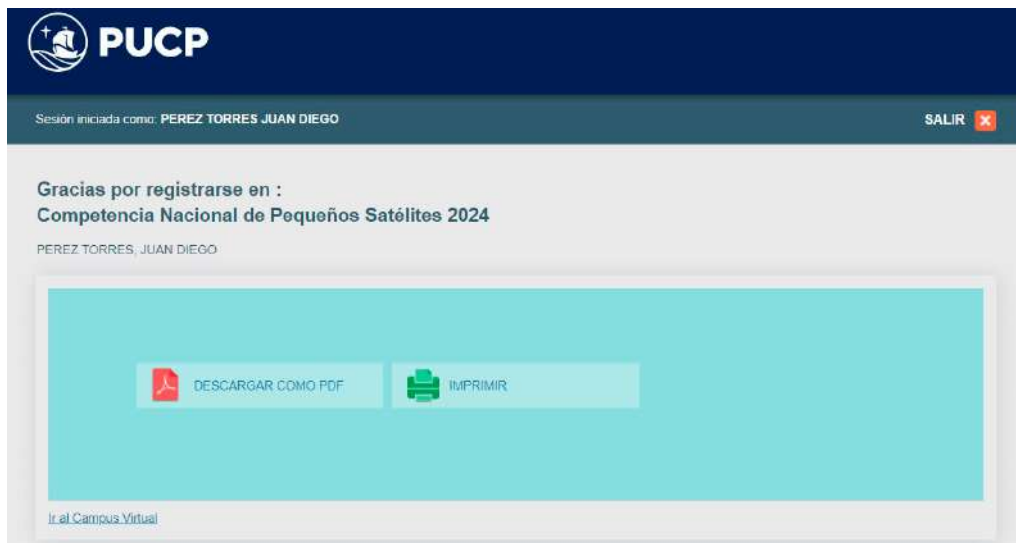 PUCP
Sesión iniciada como: PEREZ TORRES JUAN DIEGO
SALIR
Gracias por registrarse en :
Competencia Nacional de Pequeños Satélites 2024
PEREZ TORRES, JUAN DIEGO
DESCARGAR COMO PDF
IMPRIMIR
Ir al Campus Virtual